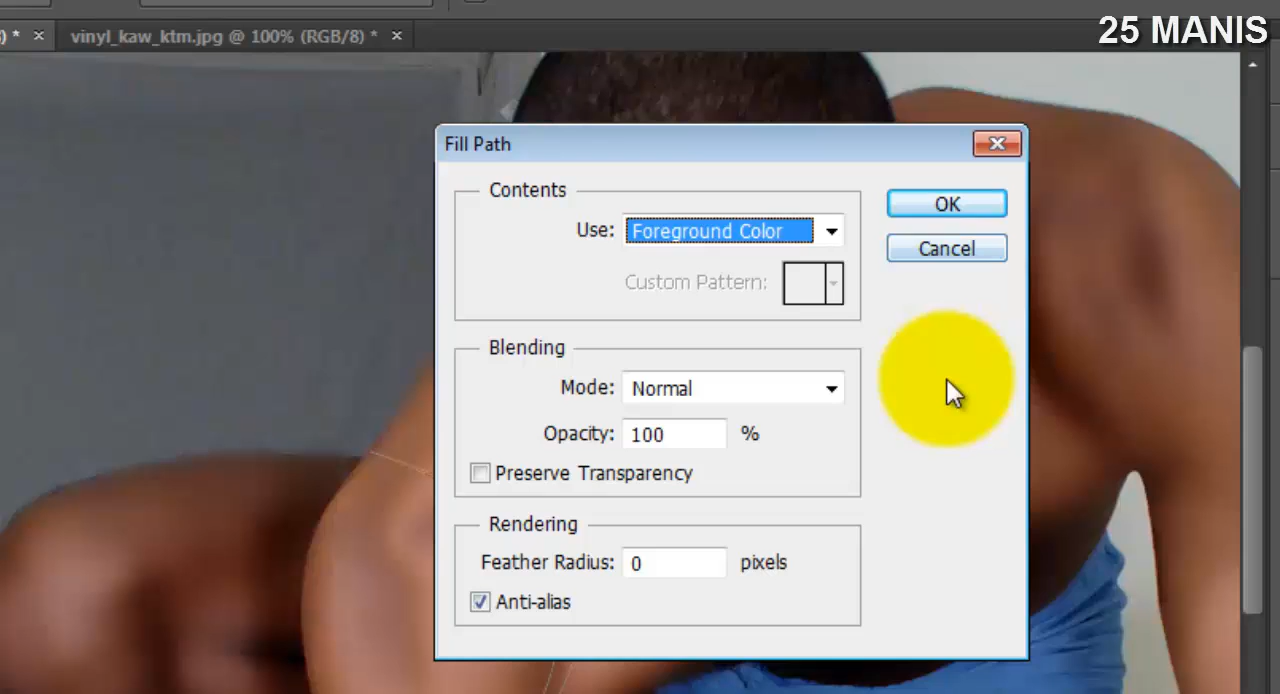 ) * ×
vinyl_kaw_ktm.jpg @ 100% (RGB/8) * ×
25 MANIS
Fill Path
Contents
Use: Foreground Color
OK
Custom Pattern:
Cancel
Blending
Mode: Normal
Opacity: 100 %
Preserve Transparency
Rendering
Feather Radius: 0 pixels
Anti-alias